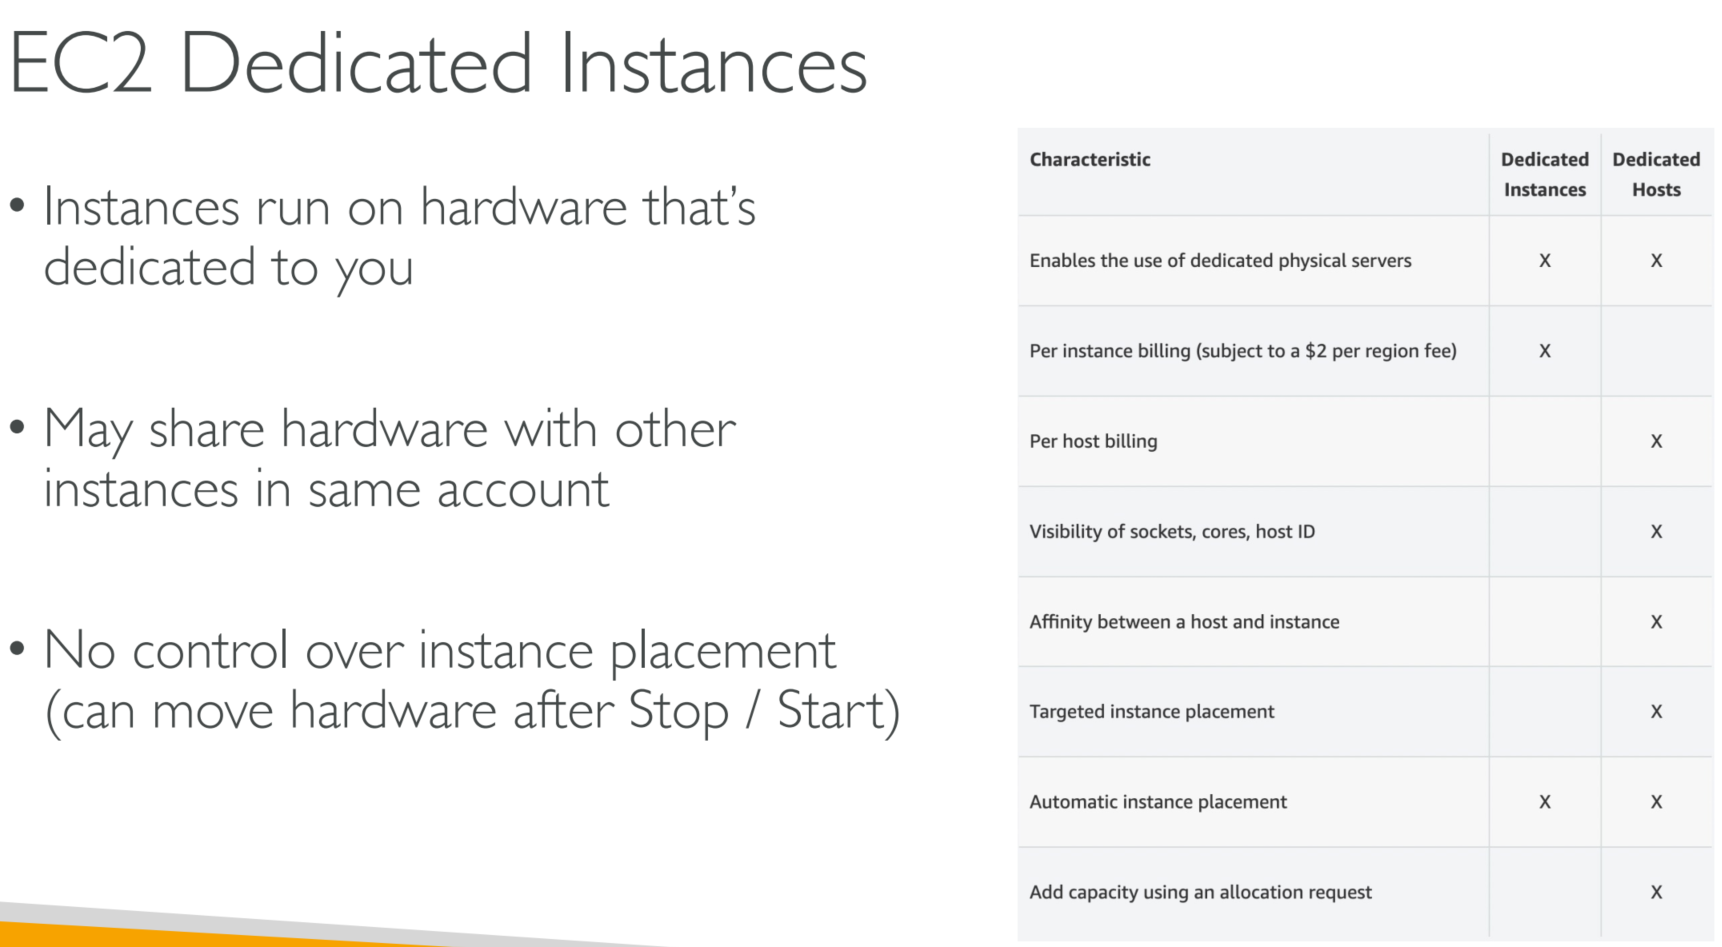 EC2 Dedicated Instances
• Instances run on hardware that’s
dedicated to you
• May share hardware with other
instances in same account
• No control over instance placement
(can move hardware after Stop / Start)
Characteristic Dedicated Instances Dedicated Hosts
Enables the use of dedicated physical servers X X
Per instance billing (subject to a $2 per region fee) X
Per host billing X
Visibility of sockets, cores, host ID X
Affinity between a host and instance X
Targeted instance placement X
Automatic instance placement X X
Add capacity using an allocation request X